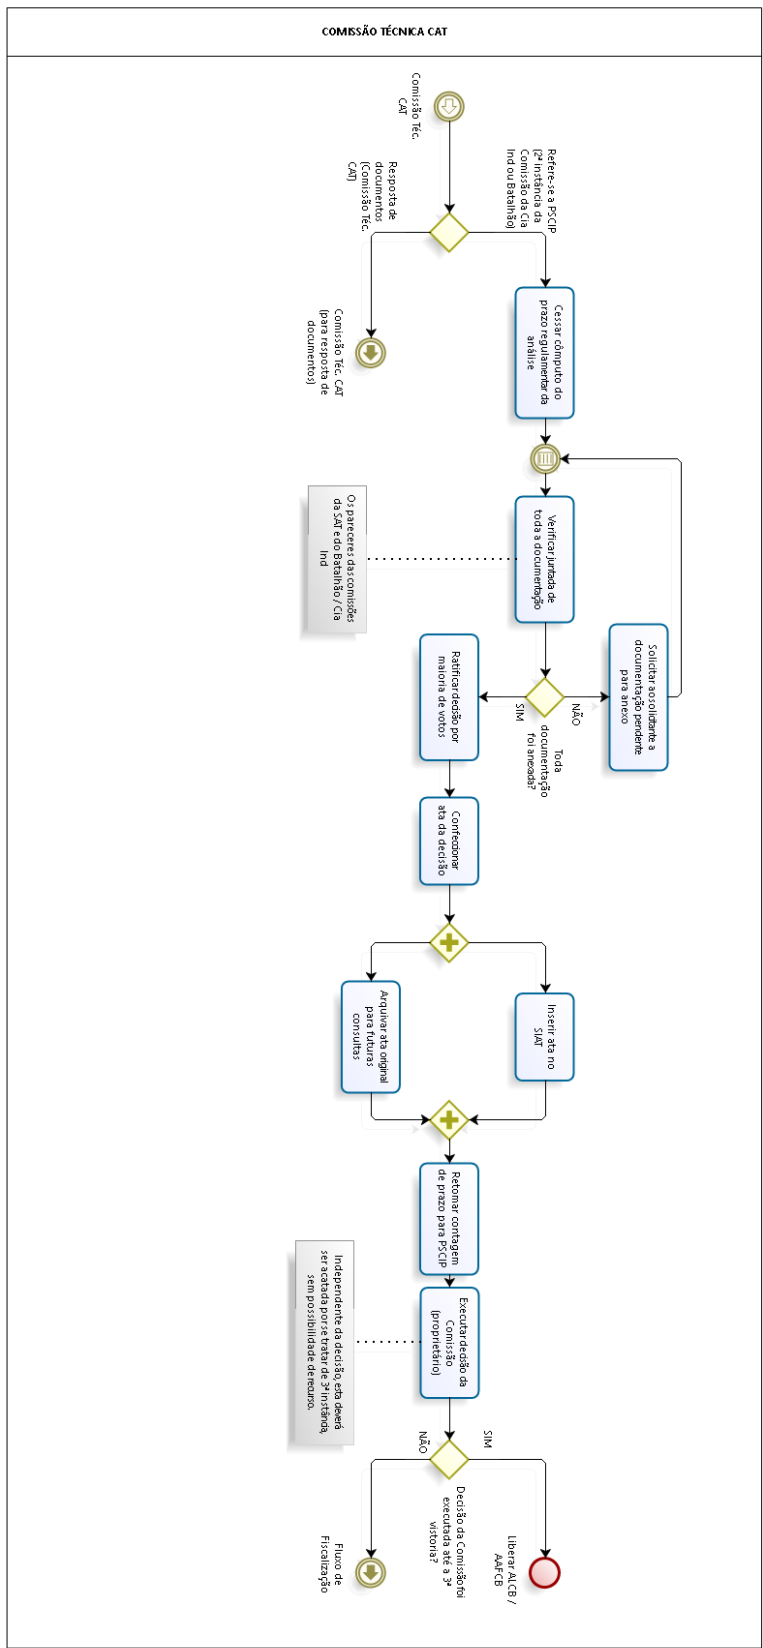 COMISSÃO TÉCNICA CAT
Comissão Téc.
CAT
Refere-se a PSCIP
(2ª instância da
Comissão da Cia
Ind ou Batalhão)
Resposta de
documentos
(Comissão Téc.
CAT)
Comissão Téc. CAT
(para resposta de
documentos)
Cessar cômputo do
prazo regulamentar da
análise
Verificar juntada de
toda a documentação
Os pareceres das comissões
da SAT e do Batalhão / Cia
Ind
Toda
documentação
foi anexada?
NÃO
SIM
Solicitar ao solicitante a
documentação pendente
para anexo
Ratificar decisão por
maioria de votos
Confeccionar
ata da decisão
Inserir ata no
SIAT
Arquivar ata original
para futuras
consultas
Retomar contagem
de prazo para PSCIP
Executar decisão da
Comissão
(proprietário)
Independente da decisão, esta deverá
ser acatada por se tratar de 3ª instância,
sem possibilidade de recurso.
Decisão da Comissão foi
executada até a 3ª
vistoria?
SIM
NÃO
Liberar ALCB /
AAFCB
Fluxo de
Fiscalização